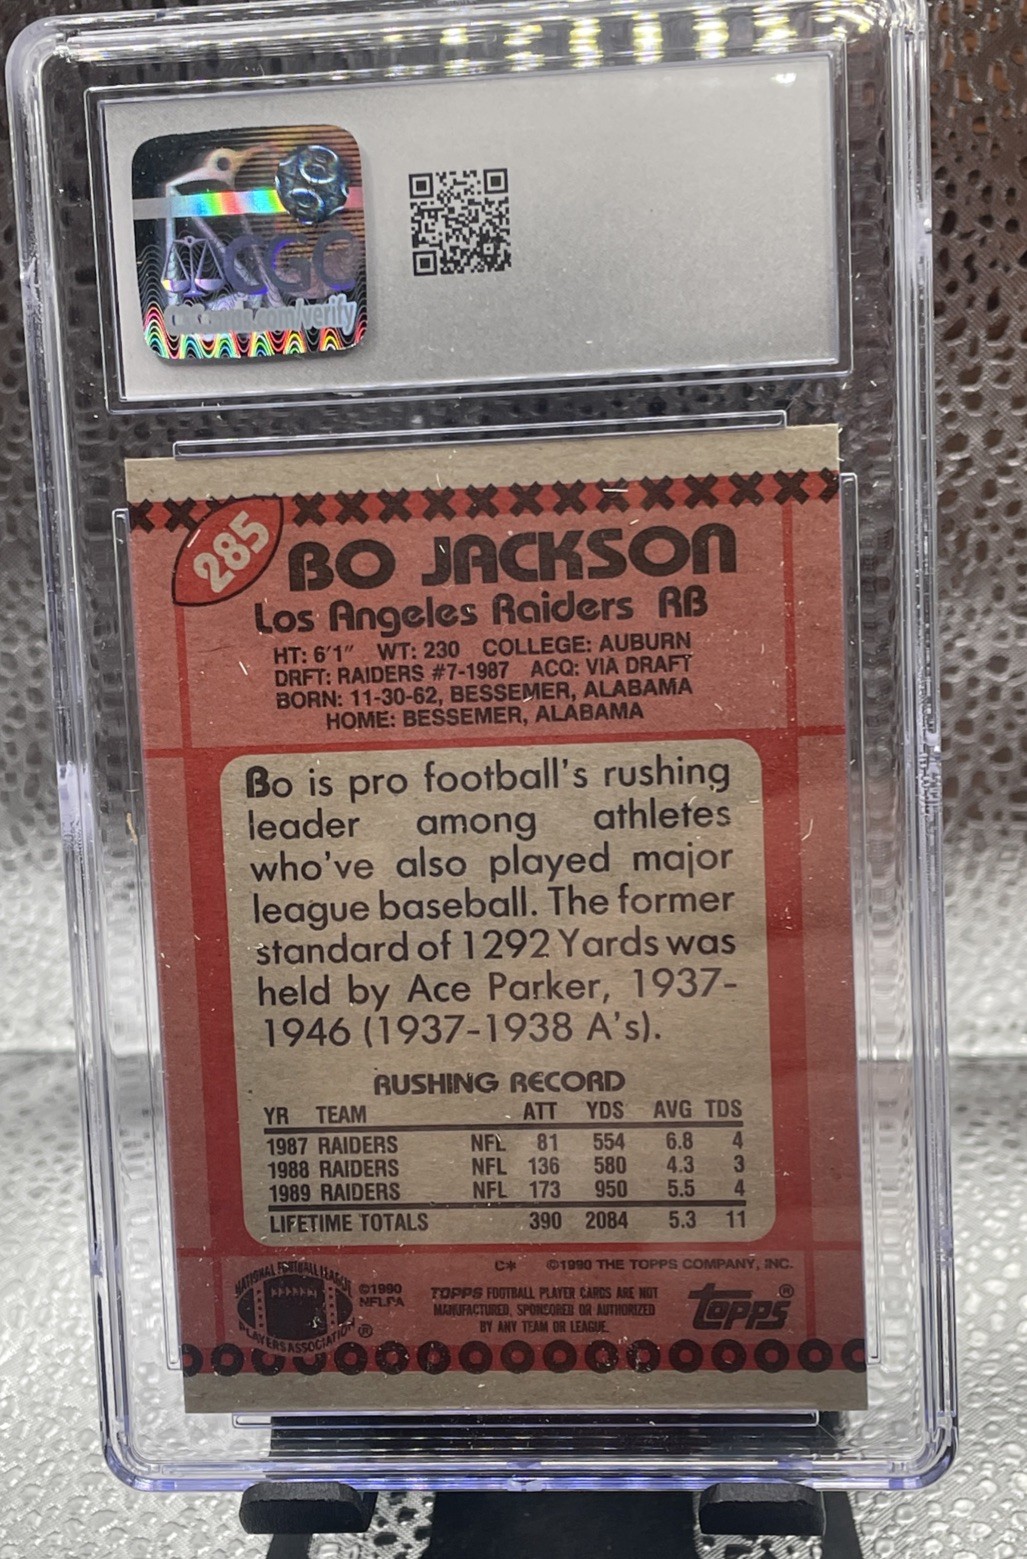 CGC
/verify
285
BO JACKSON
Los Angeles Raiders RB
HT: 6'1" WT: 230 COLLEGE: AUBURN
DRFT: RAIDERS #7-1987 ACQ: VIA DRAFT
BORN: 11-30-62, BESSEMER, ALABAMA
HOME: BESSEMER, ALABAMA
Bo is pro football's rushing
leader among athletes
who've also played major
league baseball. The former
standard of 1292 Yards was
held by Ace Parker, 1937-
1946 (1937-1938 A's).
RUSHING RECORD
YR TEAM ATT YDS AVG TDS
1987 RAIDERS NFL 81 554 6.8 4
1988 RAIDERS NFL 136 580 4.3 3
1989 RAIDERS NFL 173 950 5.5 4
LIFETIME TOTALS 390 2084 5.3 11
C* ©1990 THE TOPPS COMPANY, INC.
NATIONAL FOOTBALL LEAGUE
PLAYERS ASSOCIATION ®
©1990
NFLPA
TOPPS FOOTBALL PLAYER CARDS ARE NOT
MANUFACTURED, SPONSORED OR AUTHORIZED
BY ANY TEAM OR LEAGUE.
TOPPS®